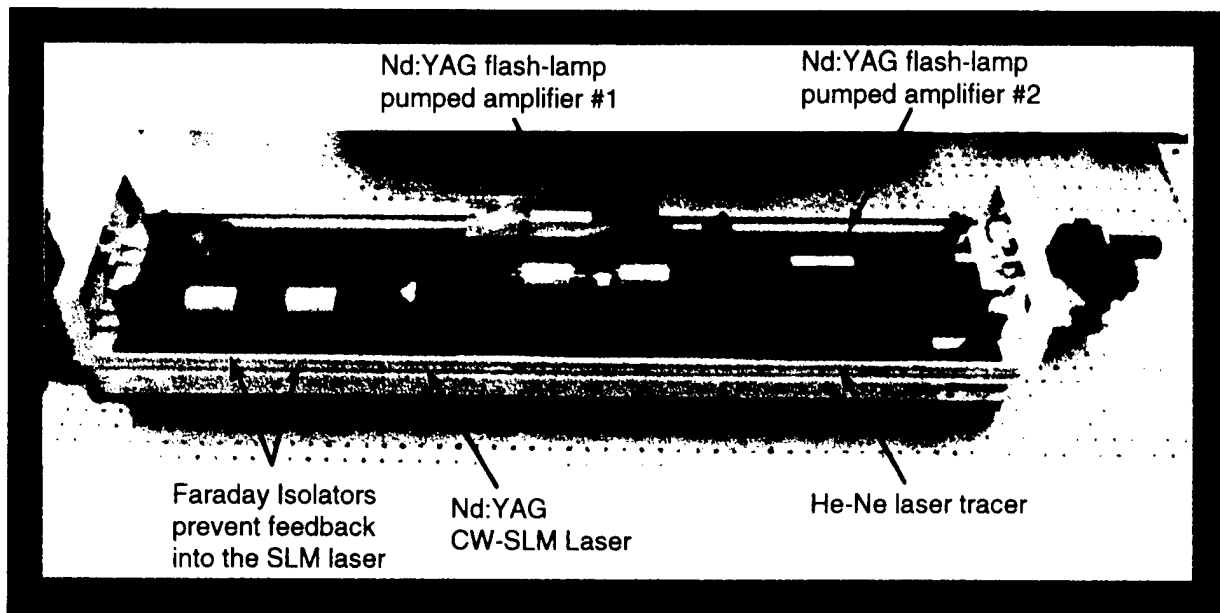 Nd:YAG flash-lamp
pumped amplifier #1
Nd:YAG flash-lamp
pumped amplifier #2
Faraday Isolators
prevent feedback
into the SLM laser
Nd:YAG
CW-SLM Laser
He-Ne laser tracer